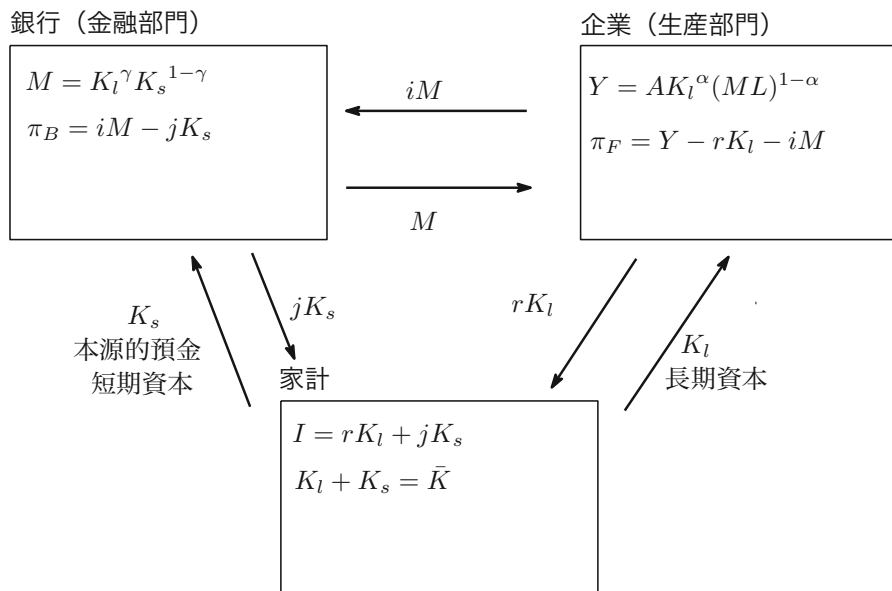 銀行（金融部門）
M = K_l^γ K_s^{1−γ}
π_B = iM − jK_s
iM
M
企業（生産部門）
Y = AK_l^α (ML)^{1−α}
π_F = Y − rK_l − iM
K_s
本源的預金
短期資本
jK_s
rK_l
K_l
長期資本
家計
I = rK_l + jK_s
K_l + K_s = K̄